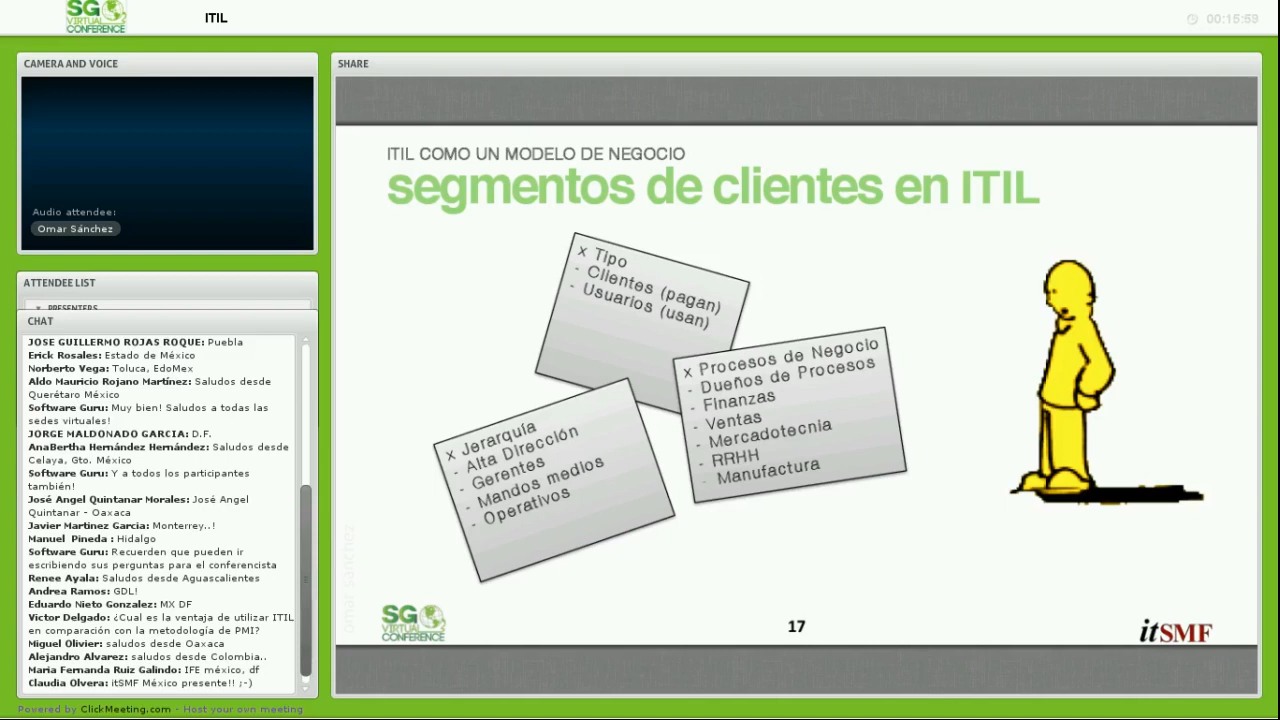 SG
VIRTUAL
CONFERENCE
ITIL
00:15:59
CAMERA AND VOICE
Audio attendee:
Omar Sánchez
ATTENDEE LIST
PRESENTERS
CHAT
JOSE GUILLERMO ROJAS ROQUE: Puebla
Erick Rosales: Estado de México
Norberto Vega: Toluca, EdoMex
Aldo Mauricio Rojano Martínez: Saludos desde
Querétaro México
Software Guru: Muy bien! Saludos a todas las
sedes virtuales!
JORGE MALDONADO GARCIA: D.F.
AnaBertha Hernández Hernández: Saludos desde
Celaya, Gto. México
Software Guru: Y a todos los participantes
también!
José Angel Quintanar Morales: José Angel
Quintanar - Oaxaca
Javier Martinez Garcia: Monterrey..!
Manuel Pineda : Hidalgo
Software Guru: Recuerden que pueden ir
escribiendo sus perguntas para el conferencista
Renee Ayala: Saludos desde Aguascalientes
Andrea Ramos: GDL!
Eduardo Nieto Gonzalez: MX DF
Victor Delgado: ¿Cual es la ventaja de utilizar ITIL
en comparación con la metodología de PMI?
Miguel Olivier: saludos desde Oaxaca
Alejandro Alvarez: saludos desde Colombia..
Maria Fernanda Ruiz Galindo: IFE méxico, df
Claudia Olvera: itSMF México presente!! ;-)
Powered by ClickMeeting.com - Host your own meeting
SHARE
ITIL COMO UN MODELO DE NEGOCIO
segmentos de clientes en ITIL
x Tipo
- Clientes (pagan)
- Usuarios (usan)
x Procesos de Negocio
- Dueños de Procesos
- Finanzas
- Ventas
- Mercadotecnia
- RRHH
- Manufactura
x Jerarquía
- Alta Dirección
- Gerentes
- Mandos medios
- Operativos
omar sánchez
SG
VIRTUAL
CONFERENCE
17
itSMF